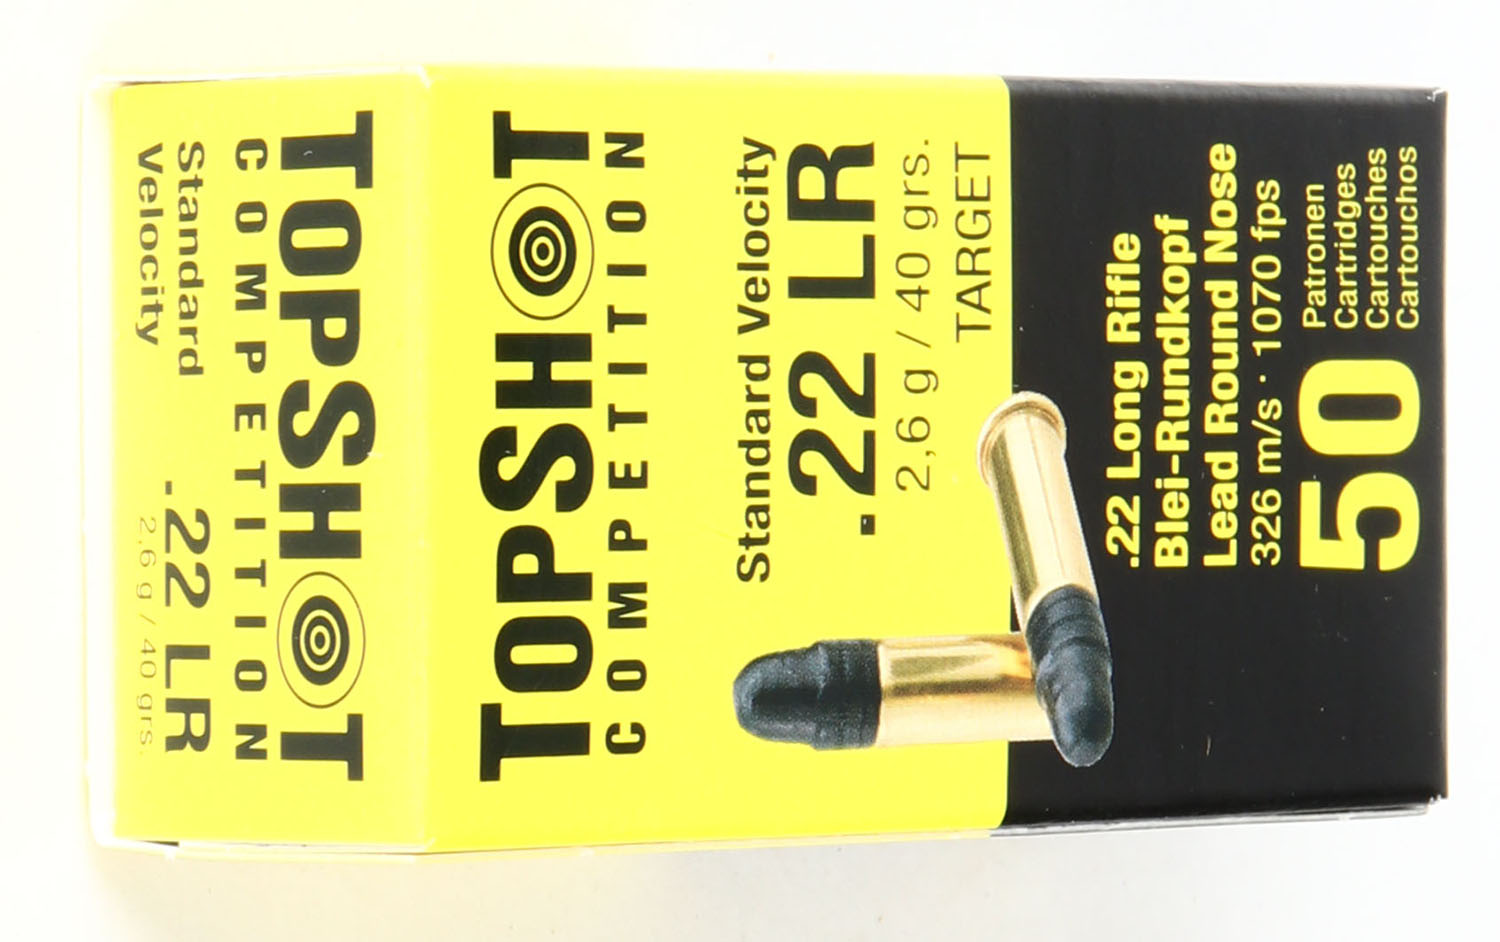 TOPSHOT
COMPETITION
Standard Velocity
.22 LR
2,6 g / 40 grs.
TARGET
.22 Long Rifle
Blei-Rundkopf
Lead Round Nose
326 m/s · 1070 fps
50
Patronen
Cartridges
Cartouches
Cartouchos
TOPSHOT
COMPETITION
Standard
Velocity
.22 LR
2,6 g / 40 grs.